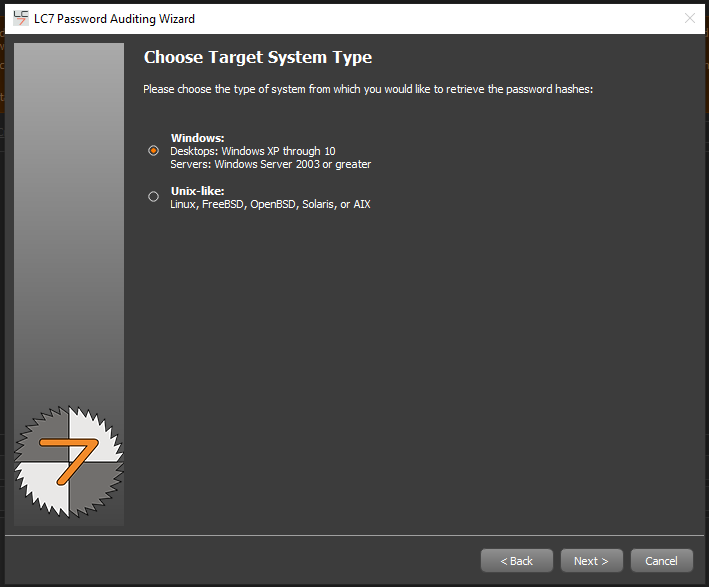 LC7 Password Auditing Wizard
Choose Target System Type
Please choose the type of system from which you would like to retrieve the password hashes:
Windows:
Desktops: Windows XP through 10
Servers: Windows Server 2003 or greater
Unix-like:
Linux, FreeBSD, OpenBSD, Solaris, or AIX
7
< Back
Next >
Cancel